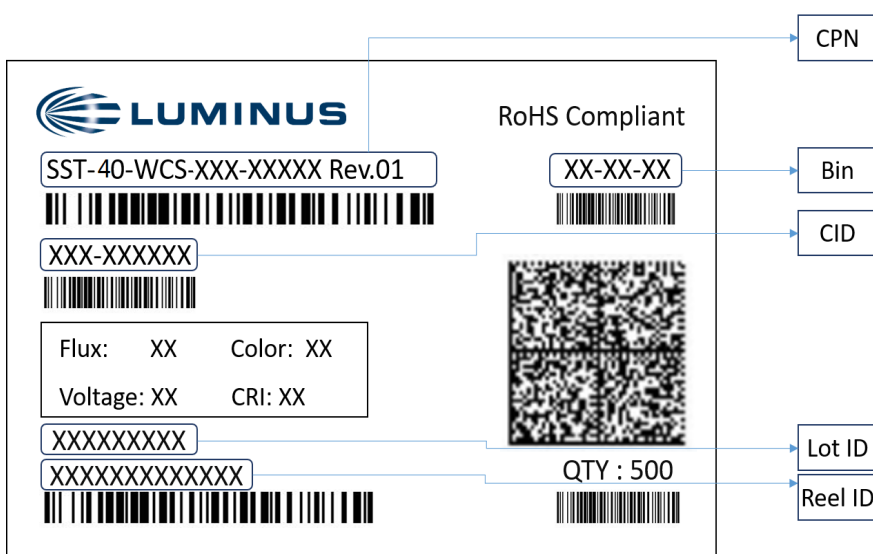 CPN
LUMINUS
RoHS Compliant
SST-40-WCS-XXX-XXXXX Rev.01
XX-XX-XX
Bin
XXX-XXXXXX
CID
Flux: XX Color: XX
Voltage: XX CRI: XX
XXXXXXXXX
Lot ID
XXXXXXXXXXXXX
QTY : 500
Reel ID